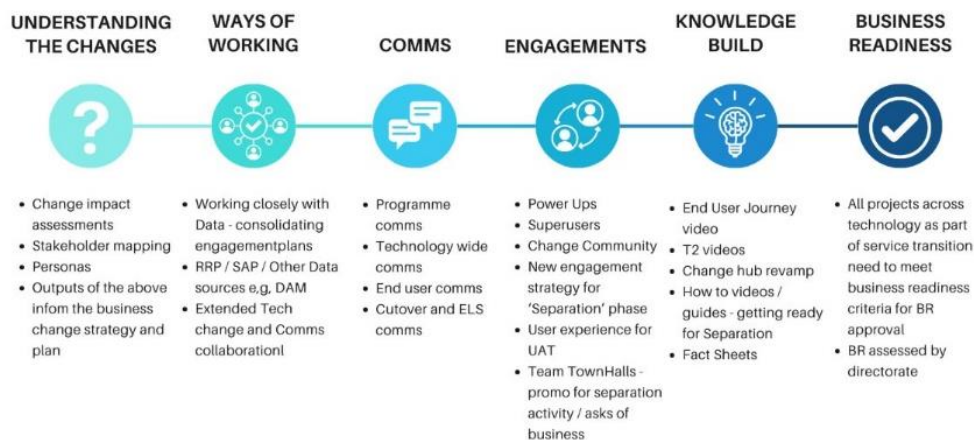 UNDERSTANDING
THE CHANGES
WAYS OF
WORKING
COMMS
ENGAGEMENTS
KNOWLEDGE
BUILD
BUSINESS
READINESS
?
• Change impact
assessments
• Stakeholder mapping
• Personas
• Outputs of the above
infom the business
change strategy and
plan
• Working closely with
Data - consolidating
engagementplans
• RRP / SAP / Other Data
sources e,g, DAM
• Extended Tech
change and Comms
collaborationl
• Programme
comms
• Technology wide
comms
• End user comms
• Cutover and ELS
comms
• Power Ups
• Superusers
• Change Community
• New engagement
strategy for
‘Separation’ phase
• User experience for
UAT
• Team TownHalls -
promo for separation
activity / asks of
business
• End User Journey
video
• T2 videos
• Change hub revamp
• How to videos /
guides - getting ready
for Separation
• Fact Sheets
• All projects across
technology as part
of service transition
need to meet
business readiness
criteria for BR
approval
• BR assessed by
directorate